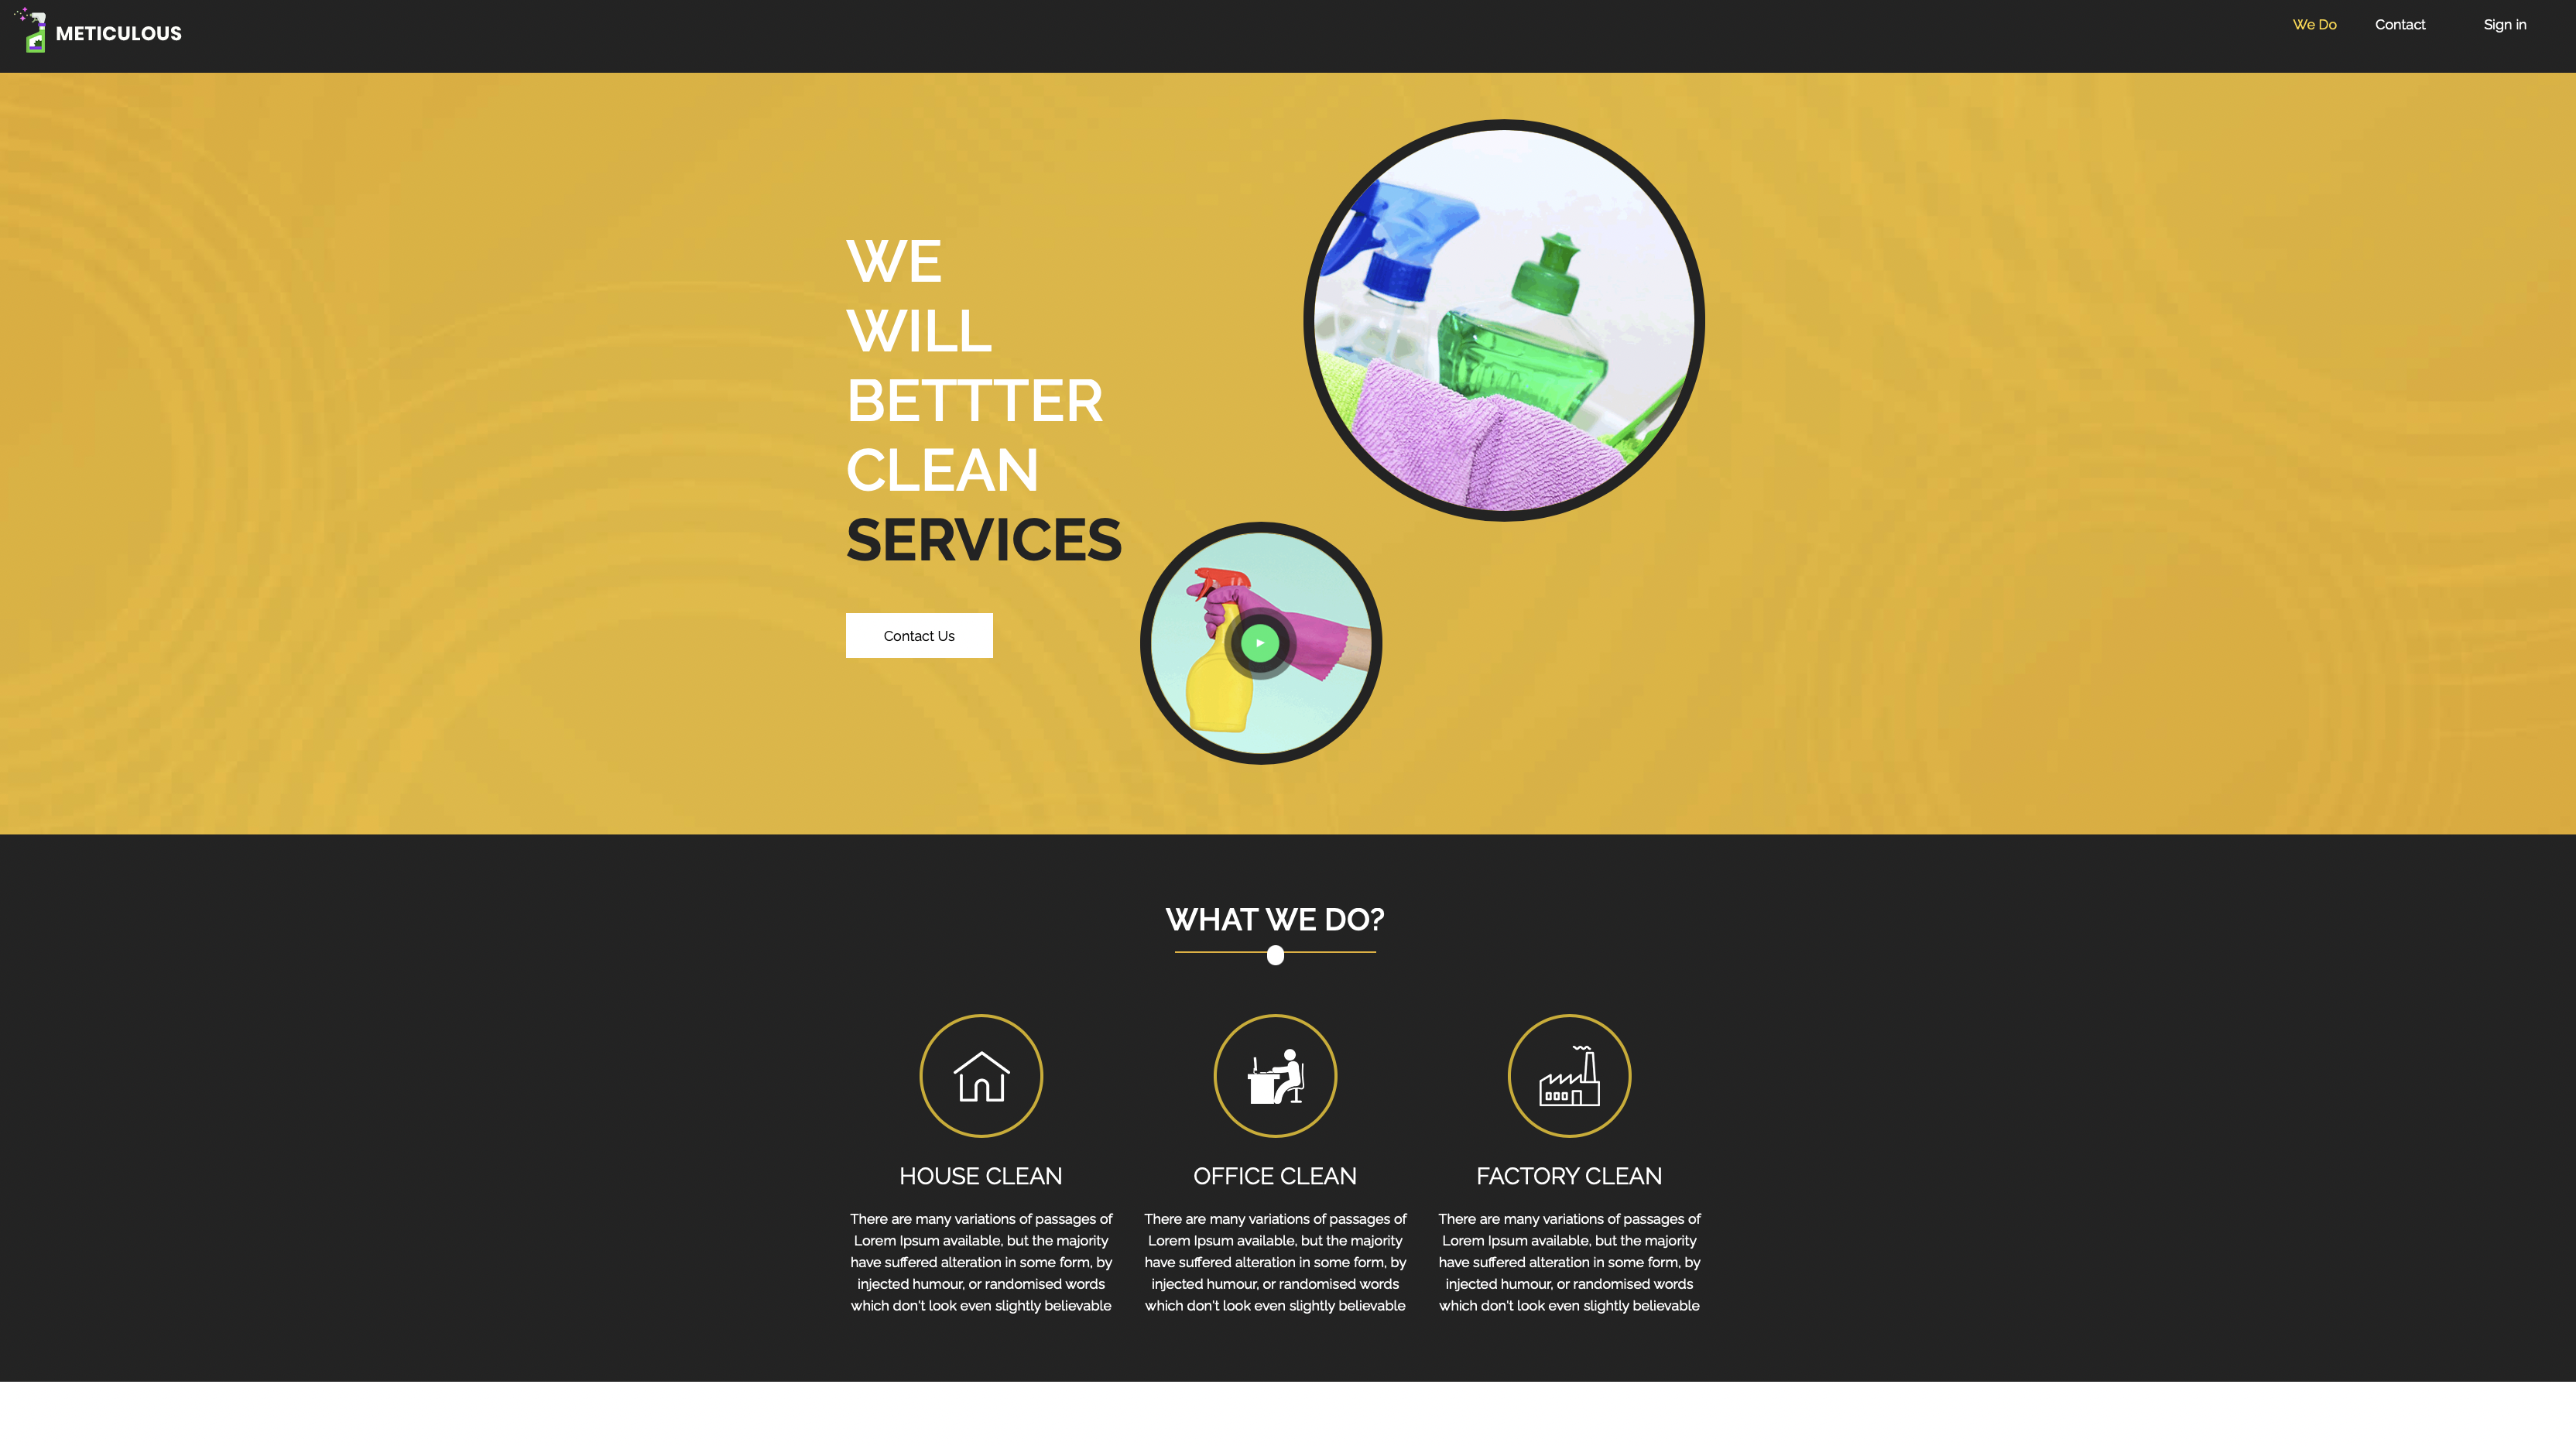 METICULOUS
We Do
Contact
Sign in
WE
WILL
BETTTER
CLEAN
SERVICES
Contact Us
WHAT WE DO?
HOUSE CLEAN
There are many variations of passages of
Lorem Ipsum available, but the majority
have suffered alteration in some form, by
injected humour, or randomised words
which don't look even slightly believable
OFFICE CLEAN
There are many variations of passages of
Lorem Ipsum available, but the majority
have suffered alteration in some form, by
injected humour, or randomised words
which don't look even slightly believable
FACTORY CLEAN
There are many variations of passages of
Lorem Ipsum available, but the majority
have suffered alteration in some form, by
injected humour, or randomised words
which don't look even slightly believable